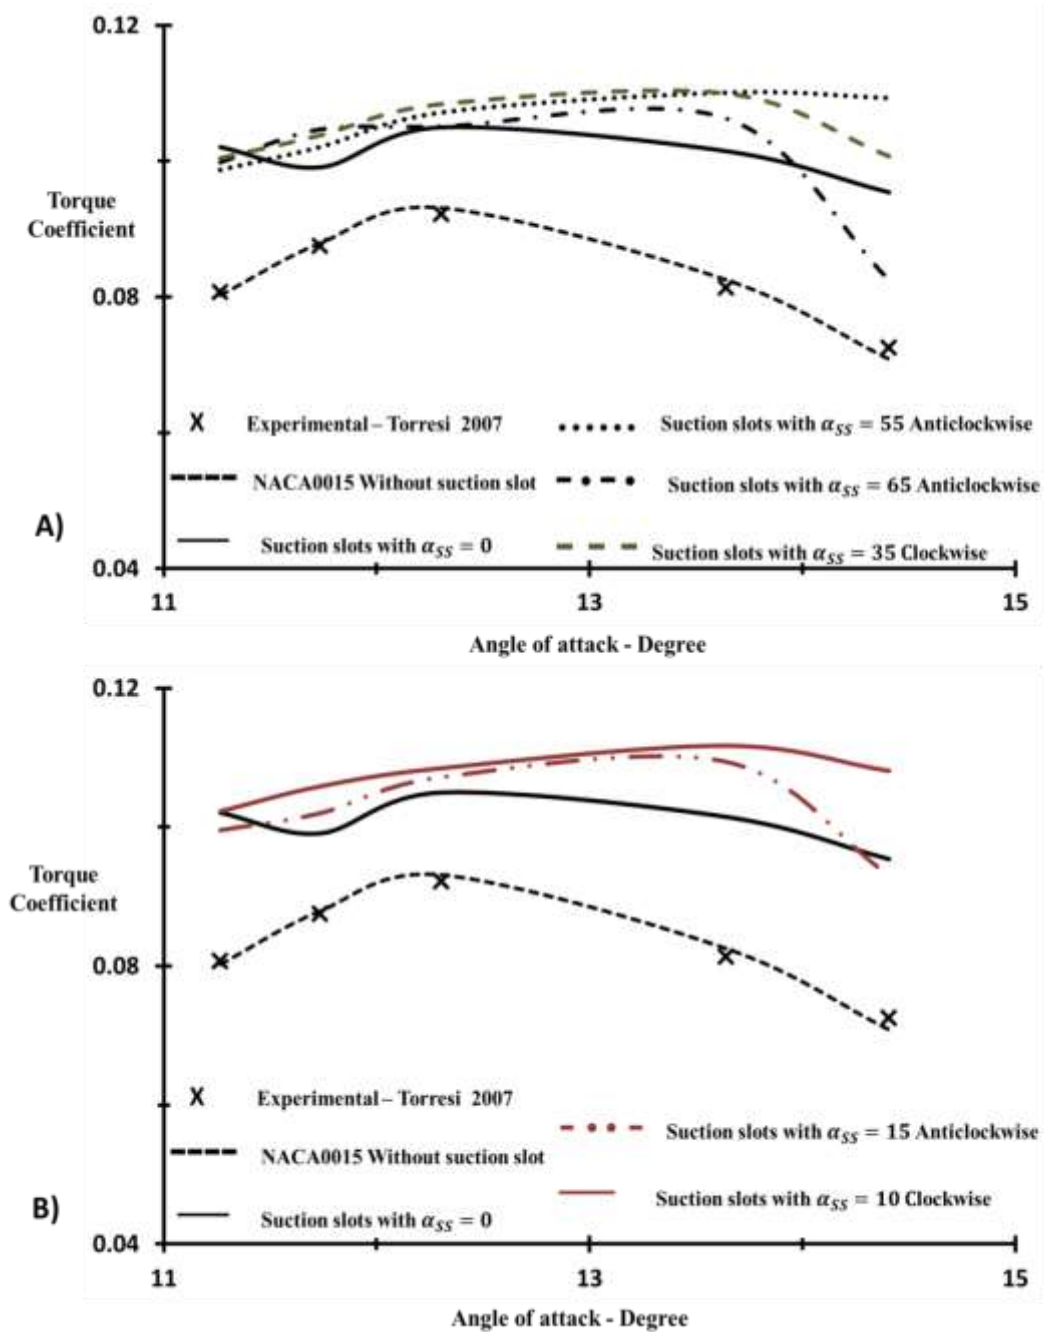 0.12
Torque
Coefficient
0.08
X Experimental – Torresi 2007
Suction slots with αSS = 55 Anticlockwise
NACA0015 Without suction slot
Suction slots with αSS = 65 Anticlockwise
A)
Suction slots with αSS = 0
Suction slots with αSS = 35 Clockwise
0.04
11 13 15
Angle of attack - Degree
0.12
Torque
Coefficient
0.08
X Experimental – Torresi 2007
Suction slots with αSS = 15 Anticlockwise
NACA0015 Without suction slot
Suction slots with αSS = 10 Clockwise
B)
Suction slots with αSS = 0
0.04
11 13 15
Angle of attack - Degree